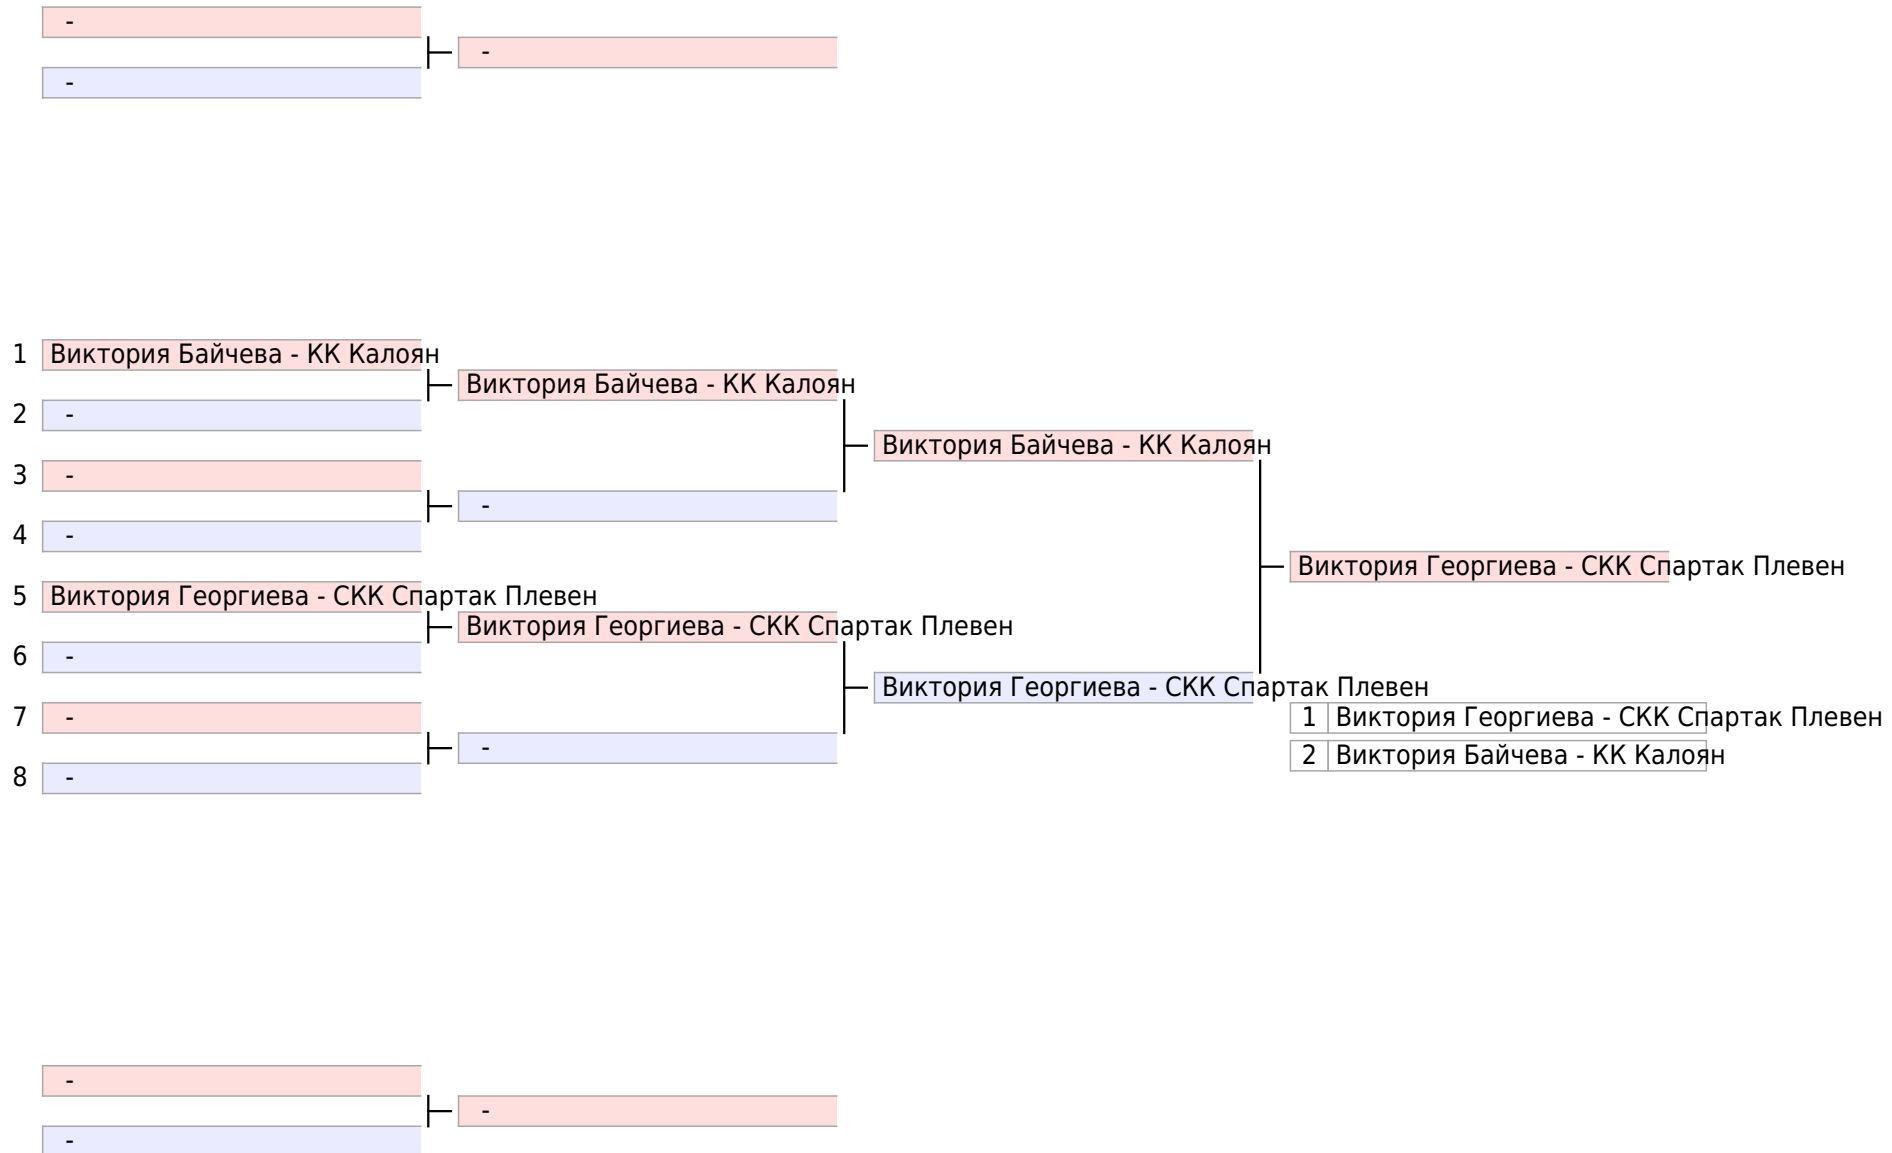 -
-
-
1 Виктория Байчева - КК Калоян
Виктория Байчева - КК Калоян
2 -
Виктория Байчева - КК Калоян
3 -
-
4 -
Виктория Георгиева - СКК Спартак Плевен
5 Виктория Георгиева - СКК Спартак Плевен
Виктория Георгиева - СКК Спартак Плевен
6 -
Виктория Георгиева - СКК Спартак Плевен
7 -
1 Виктория Георгиева - СКК Спартак Плевен
-
2 Виктория Байчева - КК Калоян
8 -
-
-
-